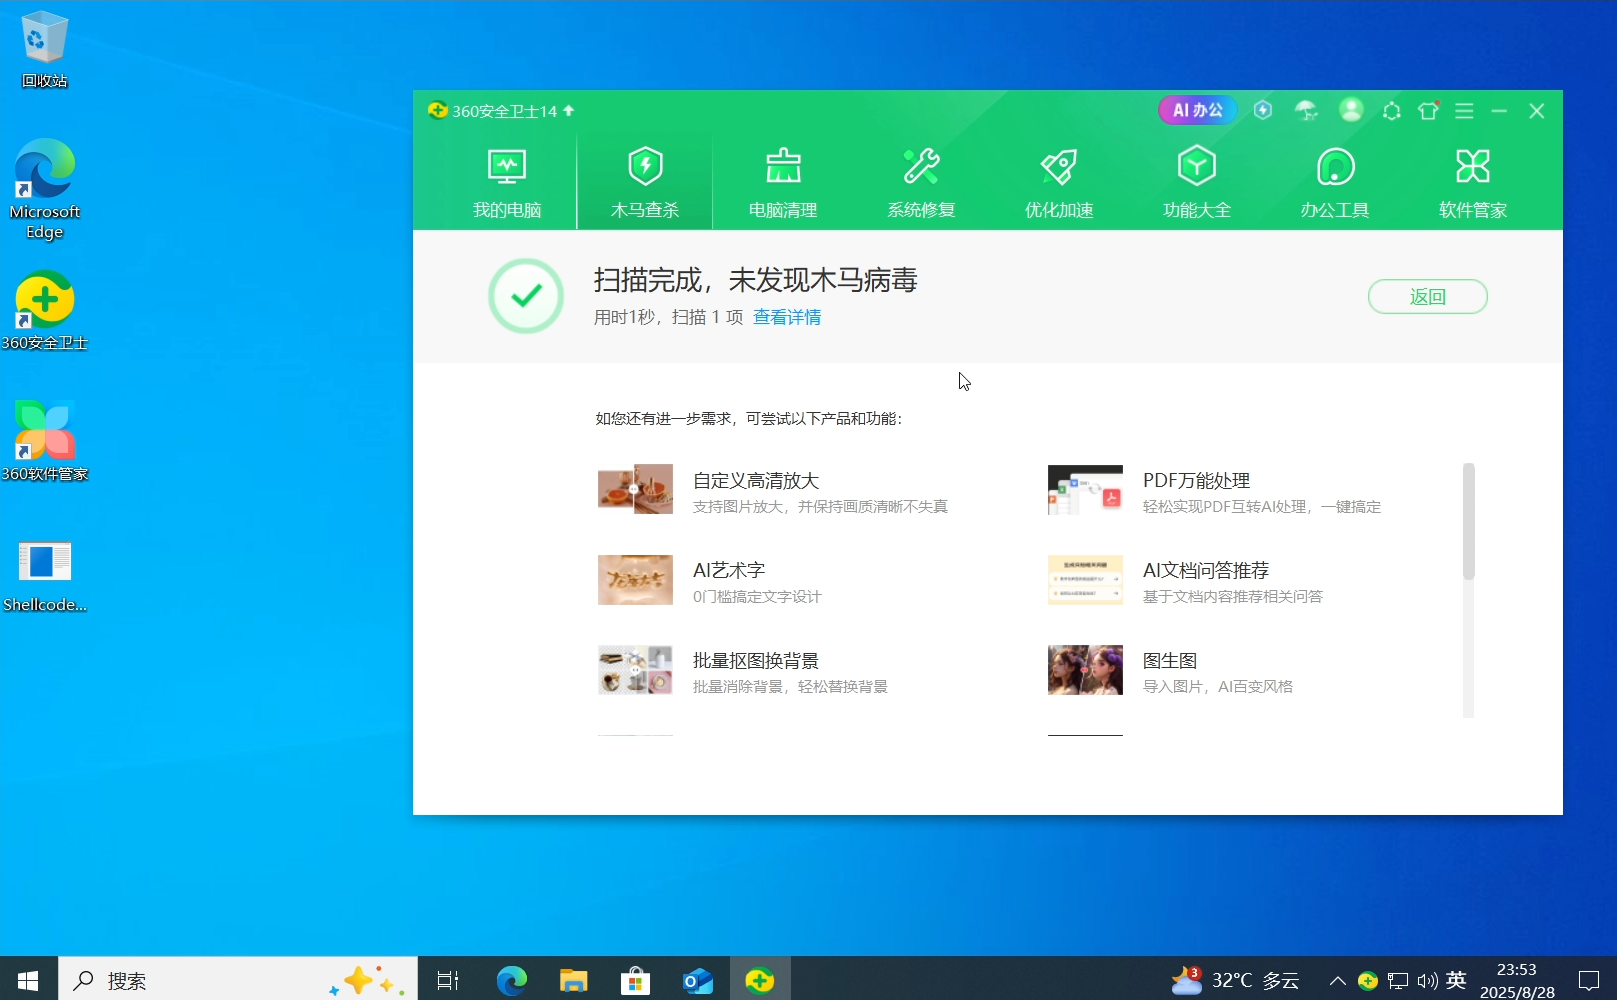 回收站
Microsoft
Edge
360安全卫士
360软件管家
Shellcode...
360安全卫士14
AI 办公
我的电脑
木马查杀
电脑清理
系统修复
优化加速
功能大全
办公工具
软件管家
扫描完成，未发现木马病毒
用时1秒，扫描 1 项 查看详情
返回
如您还有进一步需求，可尝试以下产品和功能：
自定义高清放大
支持图片放大，并保持画质清晰不失真
PDF万能处理
轻松实现PDF互转AI处理，一键搞定
AI艺术字
0门槛搞定文字设计
AI文档问答推荐
基于文档内容推荐相关问答
批量抠图换背景
批量消除背景，轻松替换背景
图生图
导入图片，AI百变风格
搜索
3
32°C 多云
英
23:53
2025/8/28